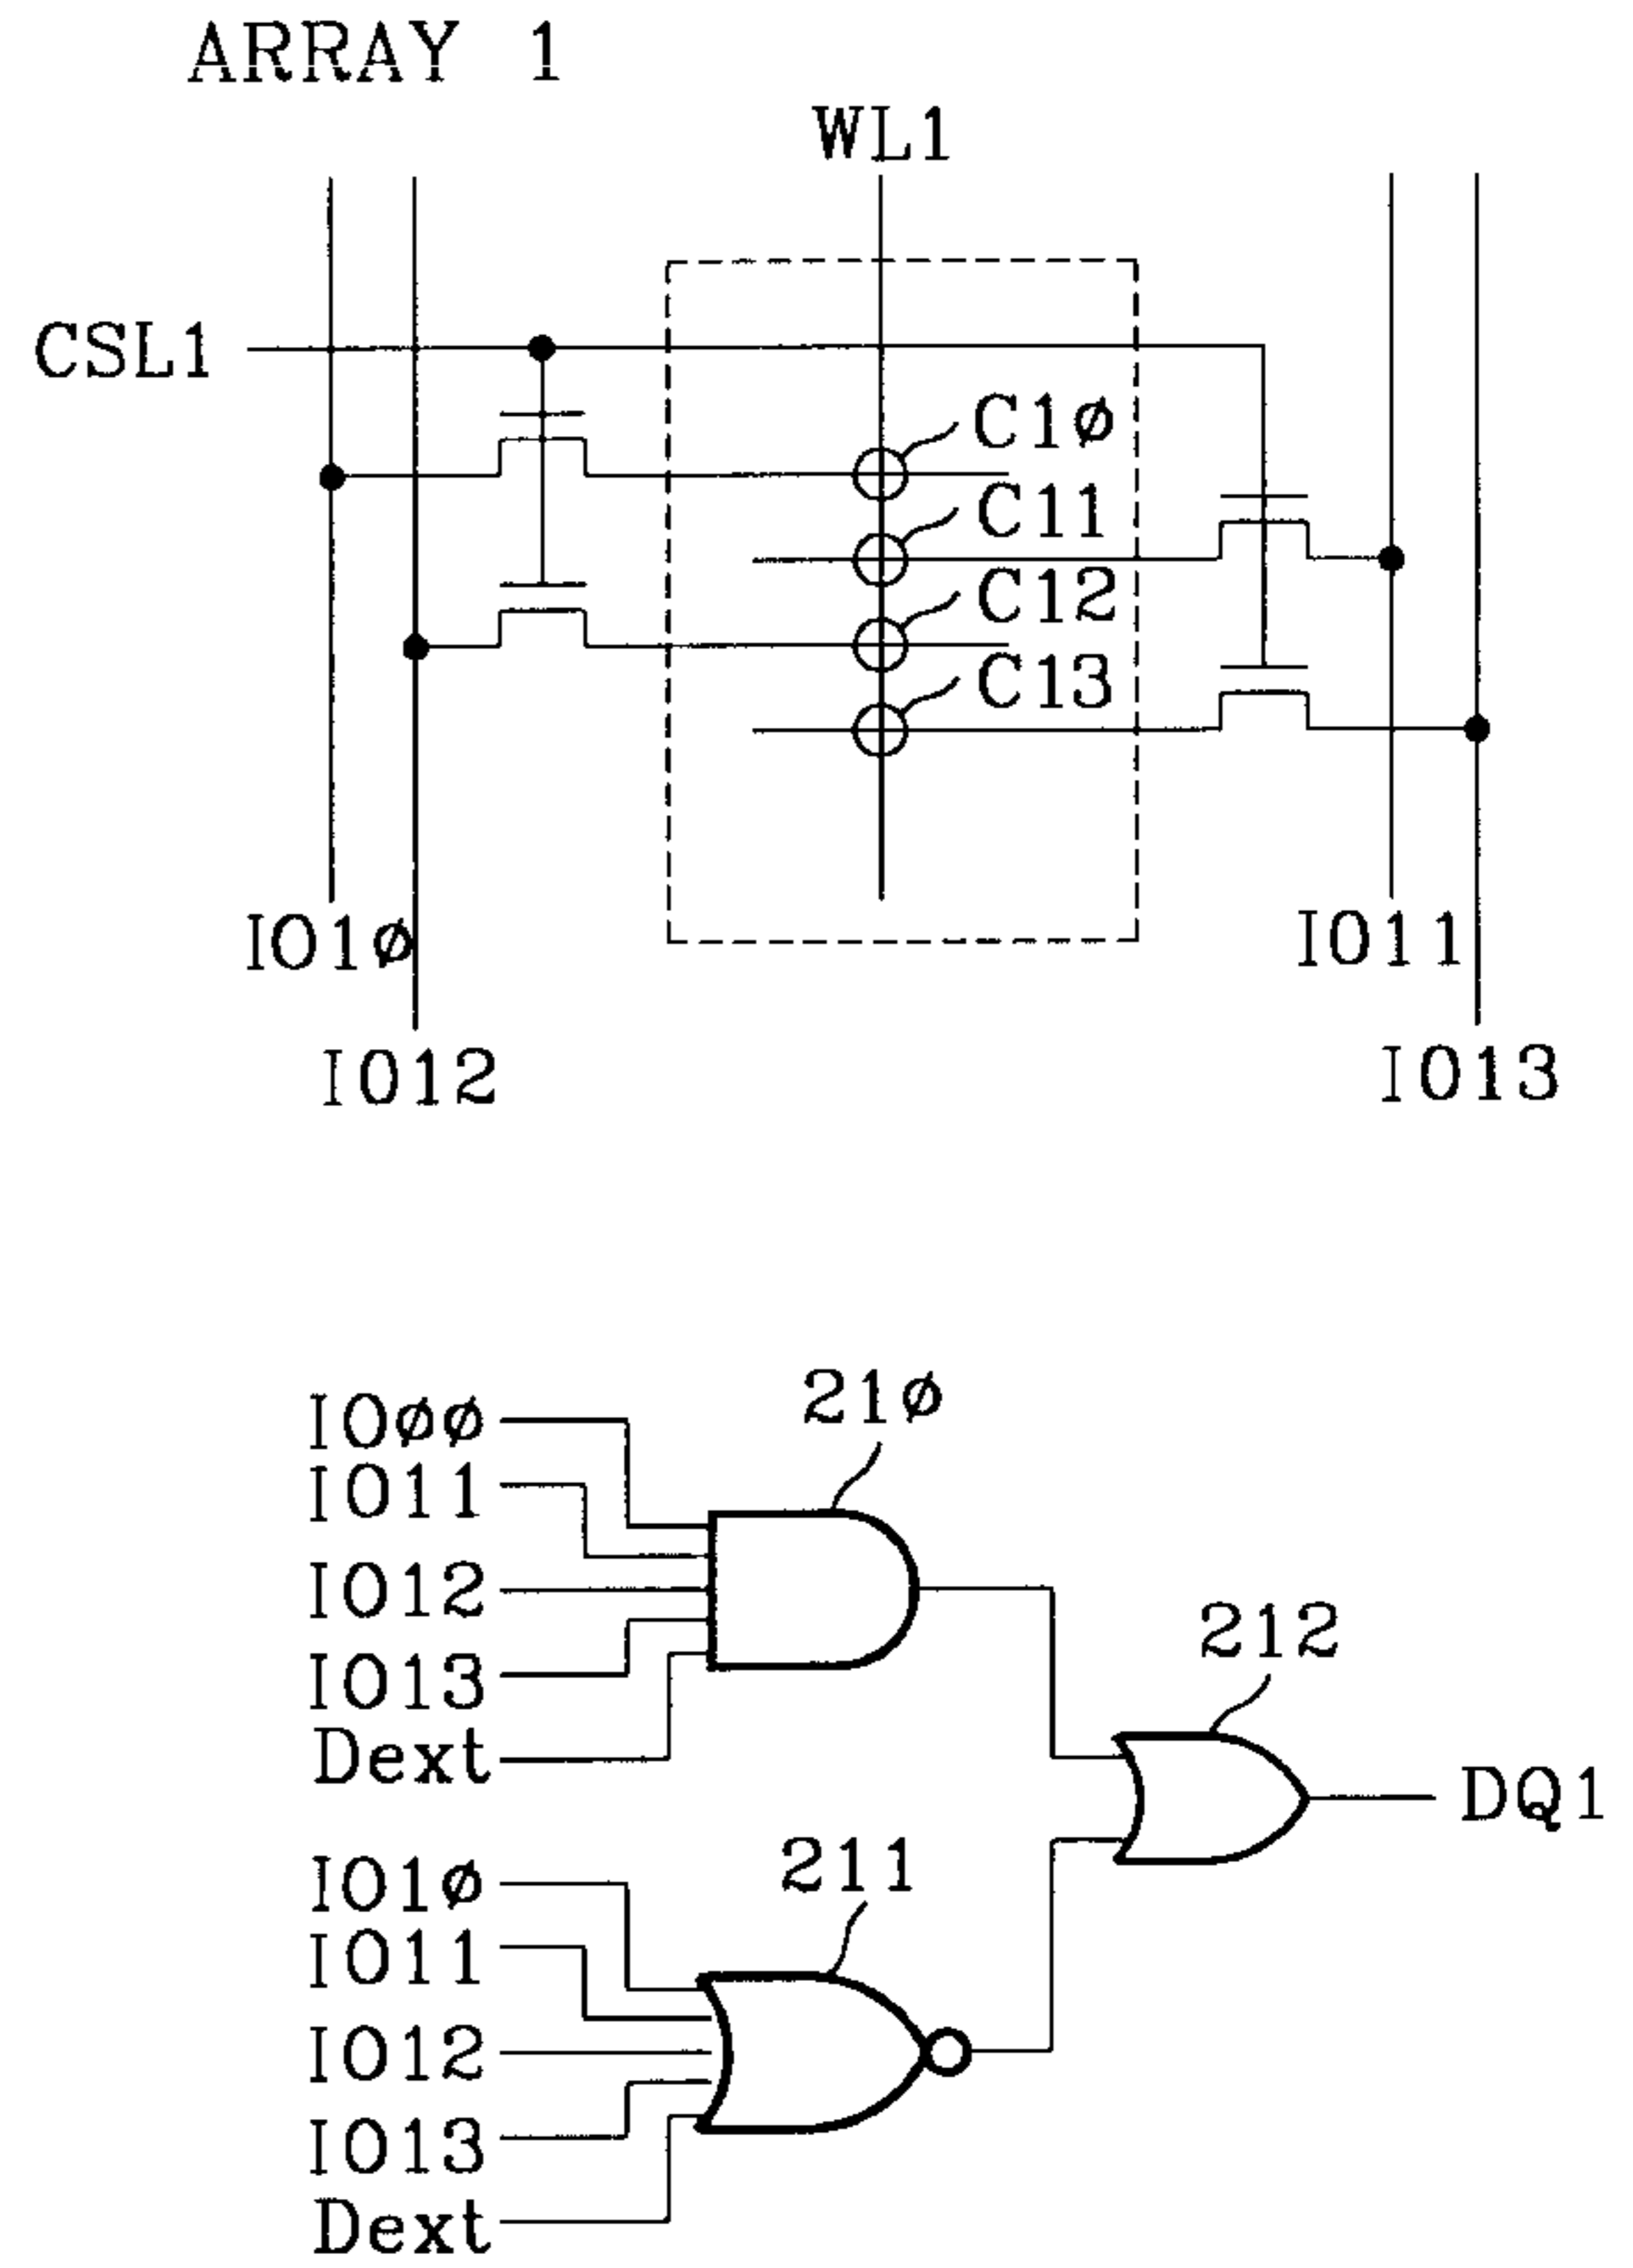 ARRAY 1
WL1
CSL1
C1ø
C11
C12
C13
IO1ø
IO11
IO12
IO13
21ø
IOøø
IO11
IO12
IO13
Dext
212
DQ1
211
IO1ø
IO11
IO12
IO13
Dext